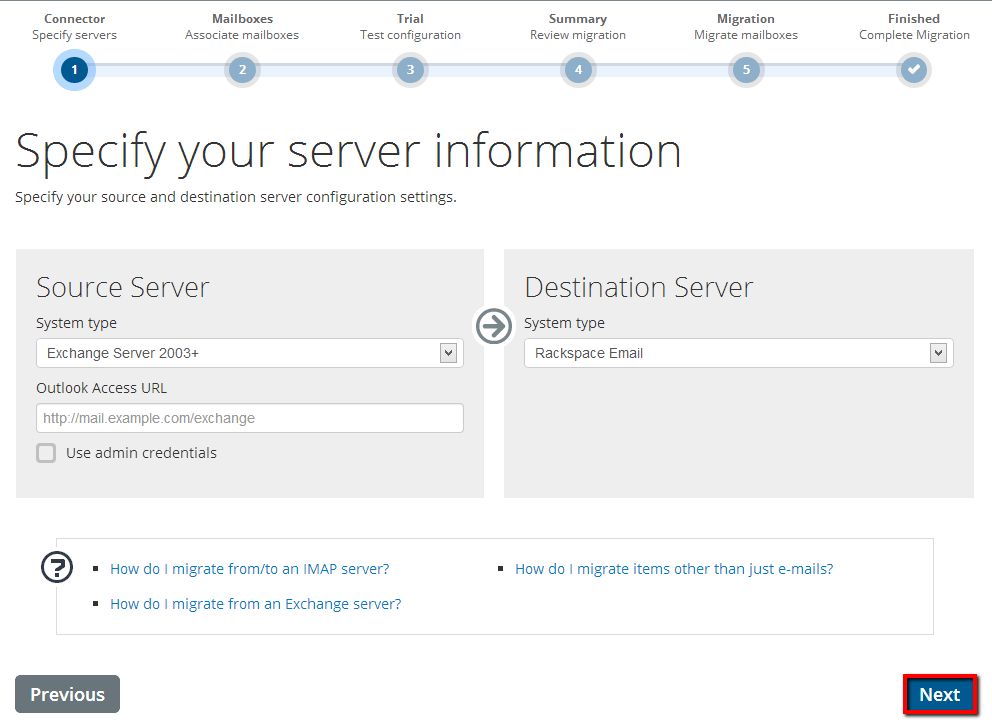 Connector Mailboxes Trial Summary Migration Finished
Specify servers Associate mailboxes Test configuration Review migration Migrate mailboxes Complete Migration
1 2 3 4 5
Specify your server information
Specify your source and destination server configuration settings.
Source Server
System type
Exchange Server 2003+
Outlook Access URL
http://mail.example.com/exchange
Use admin credentials
Destination Server
System type
Rackspace Email
?
How do I migrate from/to an IMAP server?
How do I migrate items other than just e-mails?
How do I migrate from an Exchange server?
Previous
Next